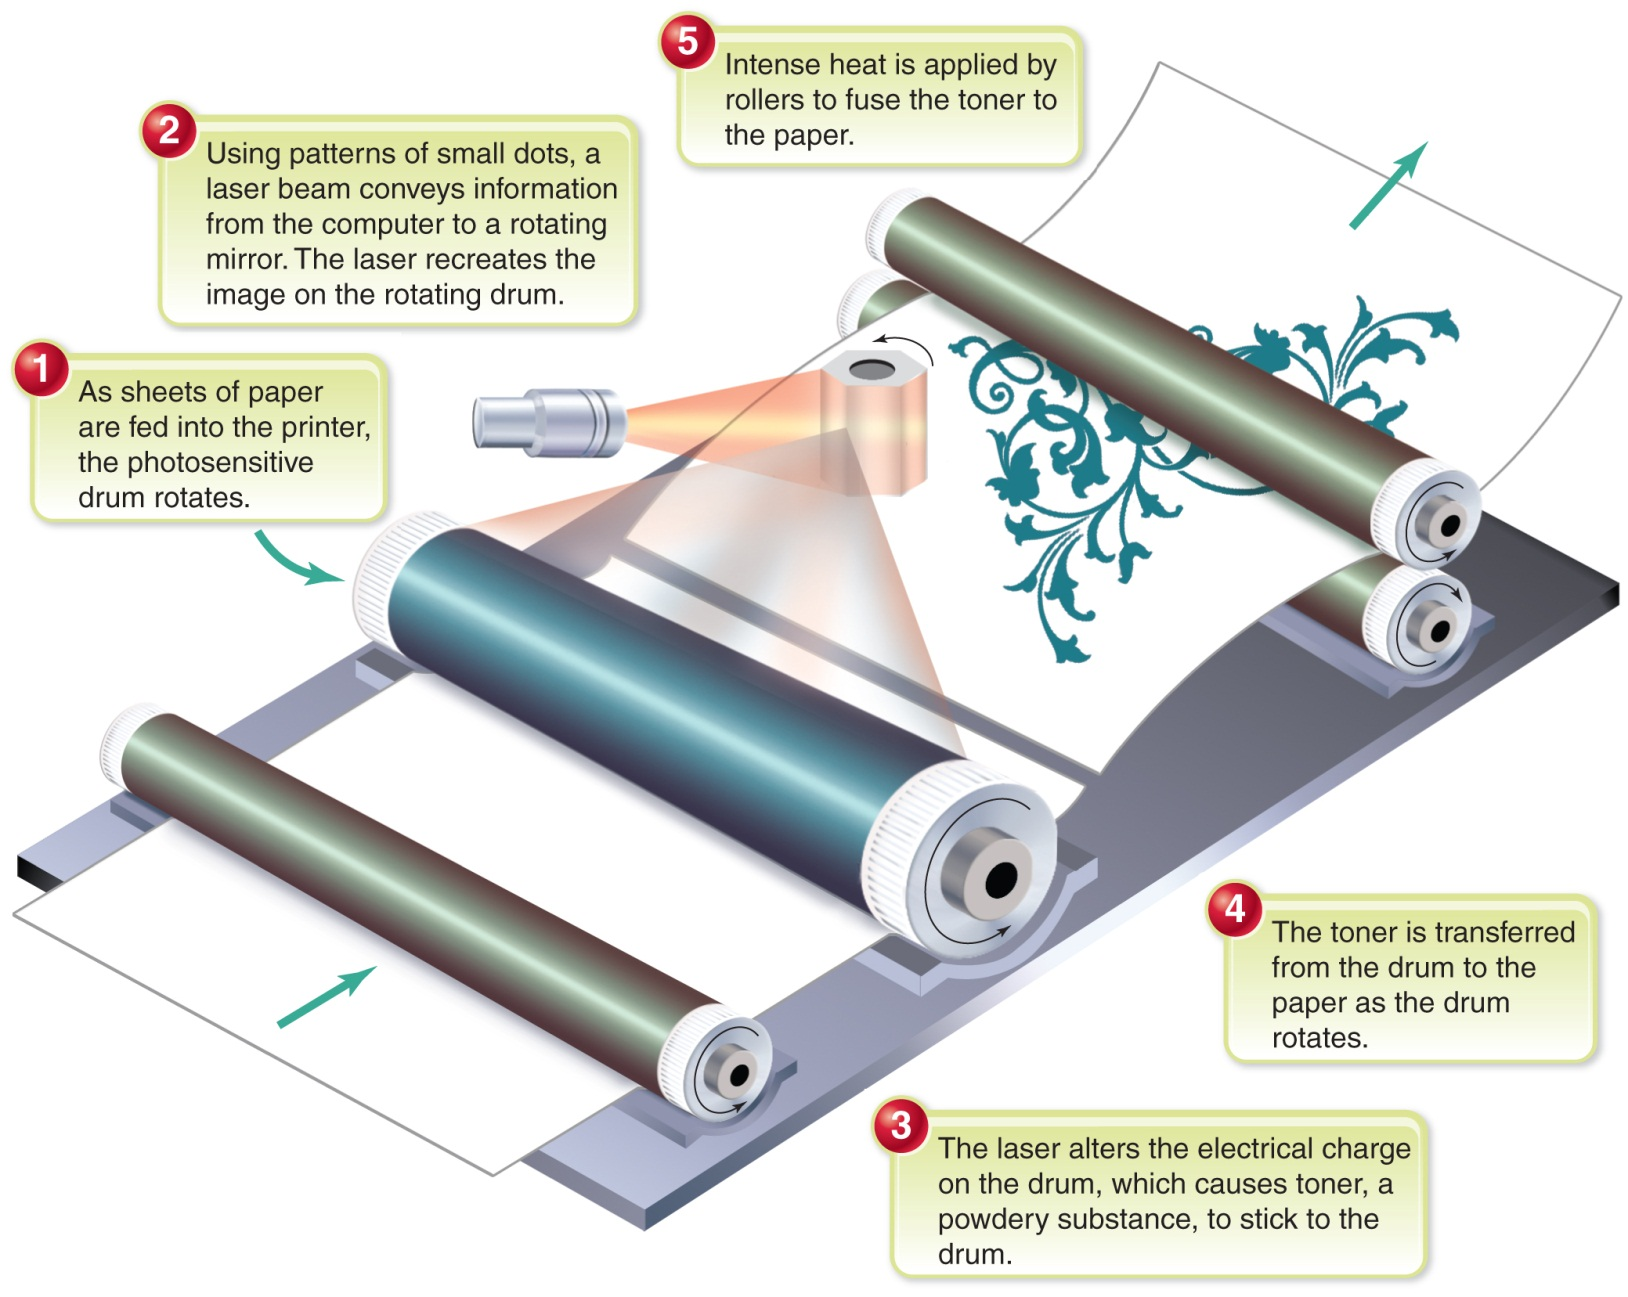 1
As sheets of paper
are fed into the printer,
the photosensitive
drum rotates.
2
Using patterns of small dots, a
laser beam conveys information
from the computer to a rotating
mirror. The laser recreates the
image on the rotating drum.
3
The laser alters the electrical charge
on the drum, which causes toner, a
powdery substance, to stick to the
drum.
4
The toner is transferred
from the drum to the
paper as the drum
rotates.
5
Intense heat is applied by
rollers to fuse the toner to
the paper.